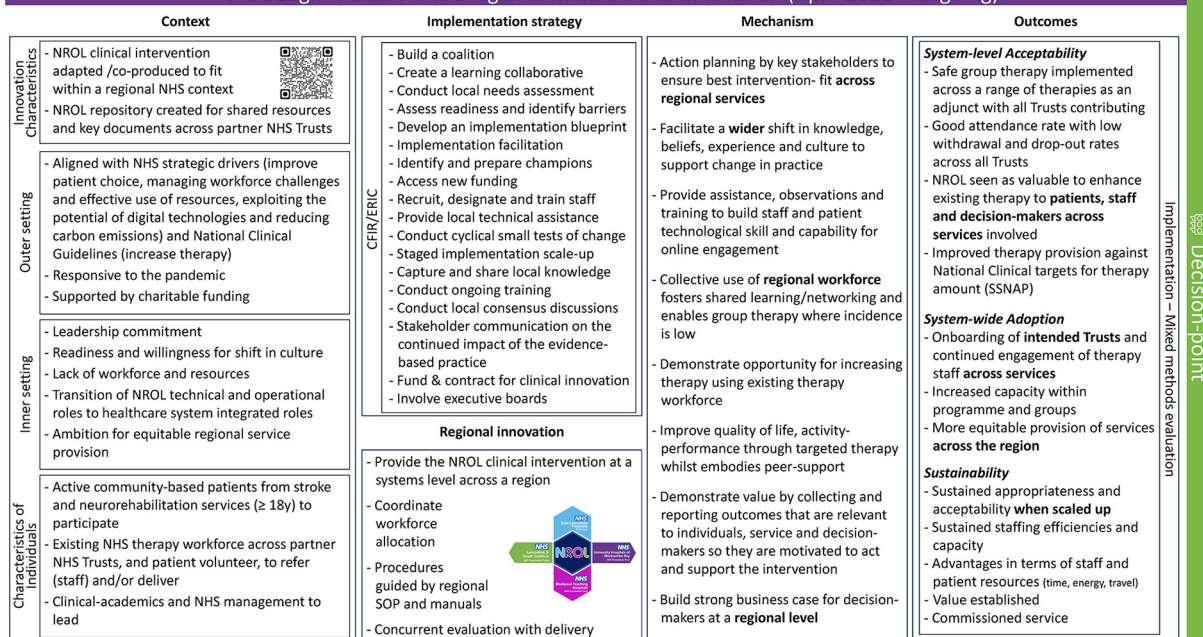 Context
Innovation
Characteristics
- NROL clinical intervention
adapted /co-produced to fit
within a regional NHS context
- NROL repository created for shared resources
and key documents across partner NHS Trusts
Outer setting
- Aligned with NHS strategic drivers (improve
patient choice, managing workforce challenges
and effective use of resources, exploiting the
potential of digital technologies and reducing
carbon emissions) and National Clinical
Guidelines (increase therapy)
- Responsive to the pandemic
- Supported by charitable funding
Inner setting
- Leadership commitment
- Readiness and willingness for shift in culture
- Lack of workforce and resources
- Transition of NROL technical and operational
roles to healthcare system integrated roles
- Ambition for equitable regional service
provision
Characteristics of
Individuals
- Active community-based patients from stroke
and neurorehabilitation services (≥ 18y) to
participate
- Existing NHS therapy workforce across partner
NHS Trusts, and patient volunteer, to refer
(staff) and/or deliver
- Clinical-academics and NHS management to
lead
Implementation strategy
CFIR/ERIC
- Build a coalition
- Create a learning collaborative
- Conduct local needs assessment
- Assess readiness and identify barriers
- Develop an implementation blueprint
- Implementation facilitation
- Identify and prepare champions
- Access new funding
- Recruit, designate and train staff
- Provide local technical assistance
- Conduct cyclical small tests of change
- Staged implementation scale-up
- Capture and share local knowledge
- Conduct ongoing training
- Conduct local consensus discussions
- Stakeholder communication on the
continued impact of the evidence-
based practice
- Fund & contract for clinical innovation
- Involve executive boards
Regional innovation
- Provide the NROL clinical intervention at a
systems level across a region
- Coordinate
workforce
allocation
- Procedures
guided by regional
SOP and manuals
- Concurrent evaluation with delivery
NHS
NHS
NROL
NHS
NHS
Mechanism
- Action planning by key stakeholders to
ensure best intervention- fit across
regional services
- Facilitate a wider shift in knowledge,
beliefs, experience and culture to
support change in practice
- Provide assistance, observations and
training to build staff and patient
technological skill and capability for
online engagement
- Collective use of regional workforce
fosters shared learning/networking and
enables group therapy where incidence
is low
- Demonstrate opportunity for increasing
therapy using existing therapy
workforce
- Improve quality of life, activity-
performance through targeted therapy
whilst embodies peer-support
- Demonstrate value by collecting and
reporting outcomes that are relevant
to individuals, service and decision-
makers so they are motivated to act
and support the intervention
- Build strong business case for decision-
makers at a regional level
Outcomes
System-level Acceptability
- Safe group therapy implemented
across a range of therapies as an
adjunct with all Trusts contributing
- Good attendance rate with low
withdrawal and drop-out rates
across all Trusts
- NROL seen as valuable to enhance
existing therapy to patients, staff
and decision-makers across
services involved
- Improved therapy provision against
National Clinical targets for therapy
amount (SSNAP)
System-wide Adoption
- Onboarding of intended Trusts and
continued engagement of therapy
staff across services
- Increased capacity within
programme and groups
- More equitable provision of services
across the region
Sustainability
- Sustained appropriateness and
acceptability when scaled up
- Sustained staffing efficiencies and
capacity
- Advantages in terms of staff and
patient resources (time, energy, travel)
- Value established
- Commissioned service
Implementation – Mixed methods evaluation
Decision-point